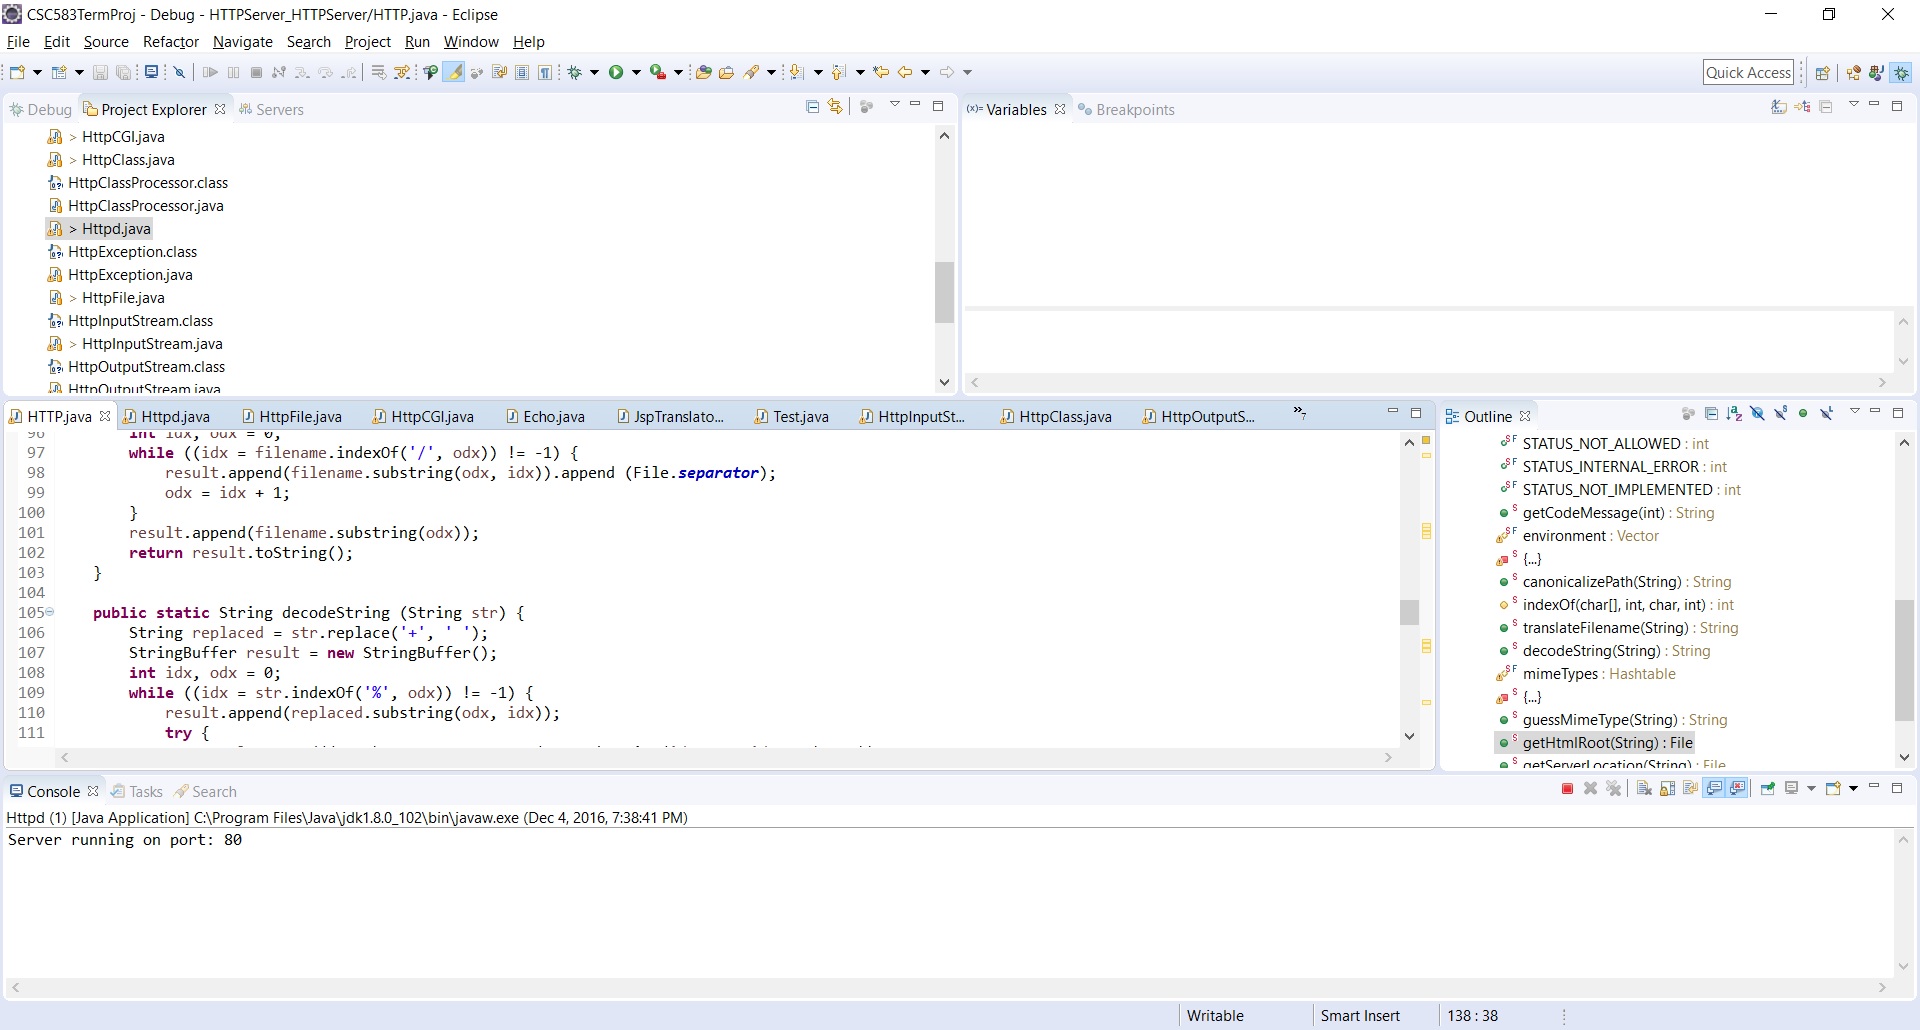 CSC583TermProj - Debug - HTTPServer_HTTPServer/HTTP.java - Eclipse
File Edit Source Refactor Navigate Search Project Run Window Help
Quick Access
Debug Project Explorer Servers
> HttpCGI.java
> HttpClass.java
HttpClassProcessor.class
HttpClassProcessor.java
> Httpd.java
HttpException.class
HttpException.java
> HttpFile.java
HttpInputStream.class
> HttpInputStream.java
HttpOutputStream.class
HttpOutputStream.java
(x)= Variables Breakpoints
HTTP.java Httpd.java HttpFile.java HttpCGI.java Echo.java JspTranslato... Test.java HttpInputSt... HttpClass.java HttpOutputS... »7
96 int idx, odx = 0;
97 while ((idx = filename.indexOf('/', odx)) != -1) {
98 result.append(filename.substring(odx, idx)).append (File.separator);
99 odx = idx + 1;
100 }
101 result.append(filename.substring(odx));
102 return result.toString();
103 }
104
105 public static String decodeString (String str) {
106 String replaced = str.replace('+', ' ');
107 StringBuffer result = new StringBuffer();
108 int idx, odx = 0;
109 while ((idx = str.indexOf('%', odx)) != -1) {
110 result.append(replaced.substring(odx, idx));
111 try {
Outline
STATUS_NOT_ALLOWED : int
STATUS_INTERNAL_ERROR : int
STATUS_NOT_IMPLEMENTED : int
getCodeMessage(int) : String
environment : Vector
{...}
canonicalizePath(String) : String
indexOf(char[], int, char, int) : int
translateFilename(String) : String
decodeString(String) : String
mimeTypes : Hashtable
{...}
guessMimeType(String) : String
getHtmlRoot(String) : File
getServerLocation(String) : File
Console Tasks Search
Httpd (1) [Java Application] C:\Program Files\Java\jdk1.8.0_102\bin\javaw.exe (Dec 4, 2016, 7:38:41 PM)
Server running on port: 80
Writable Smart Insert 138 : 38